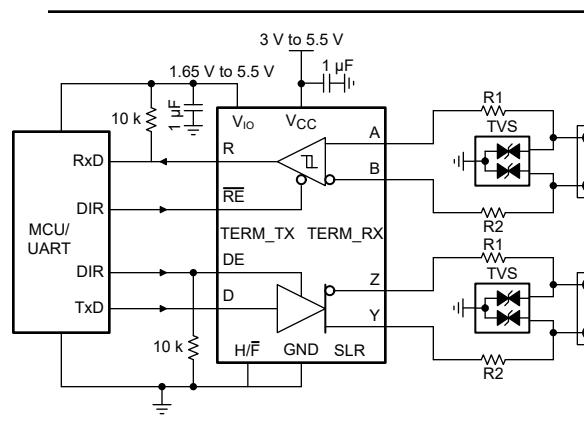 3 V to 5.5 V
1.65 V to 5.5 V
1 µF
10 k
1 µF
VIO
VCC
R1
TVS
R2
A
B
R
RxD
RE
DIR
MCU/
UART
TERM_TX
TERM_RX
DIR
DE
TxD
D
Z
Y
R1
TVS
R2
10 k
H/F
GND
SLR